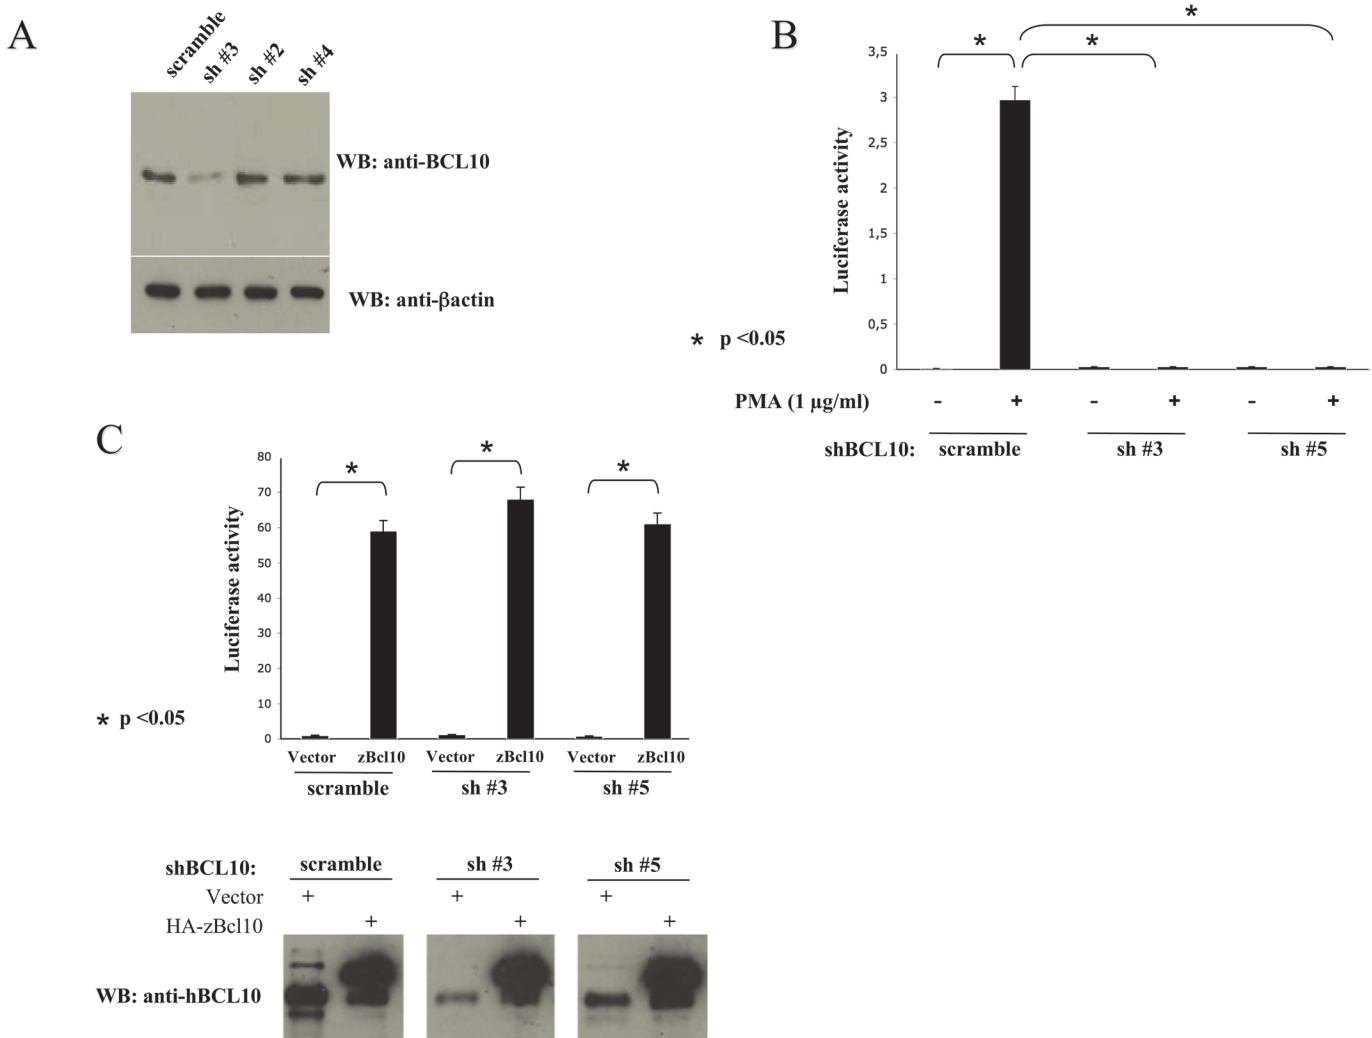 A
scramble
sh #3
sh #2
sh #4
WB: anti-BCL10
WB: anti-βactin
B
*
*
*
3,5
3
2,5
2
1,5
1
0,5
0
Luciferase activity
* p <0.05
PMA (1 μg/ml) - + - + - +
shBCL10: scramble sh #3 sh #5
C
*
*
*
80
70
60
50
40
30
20
10
0
Luciferase activity
* p <0.05
Vector zBcl10 Vector zBcl10 Vector zBcl10
scramble sh #3 sh #5
shBCL10: scramble sh #3 sh #5
Vector + + +
HA-zBcl10 + + +
WB: anti-hBCL10